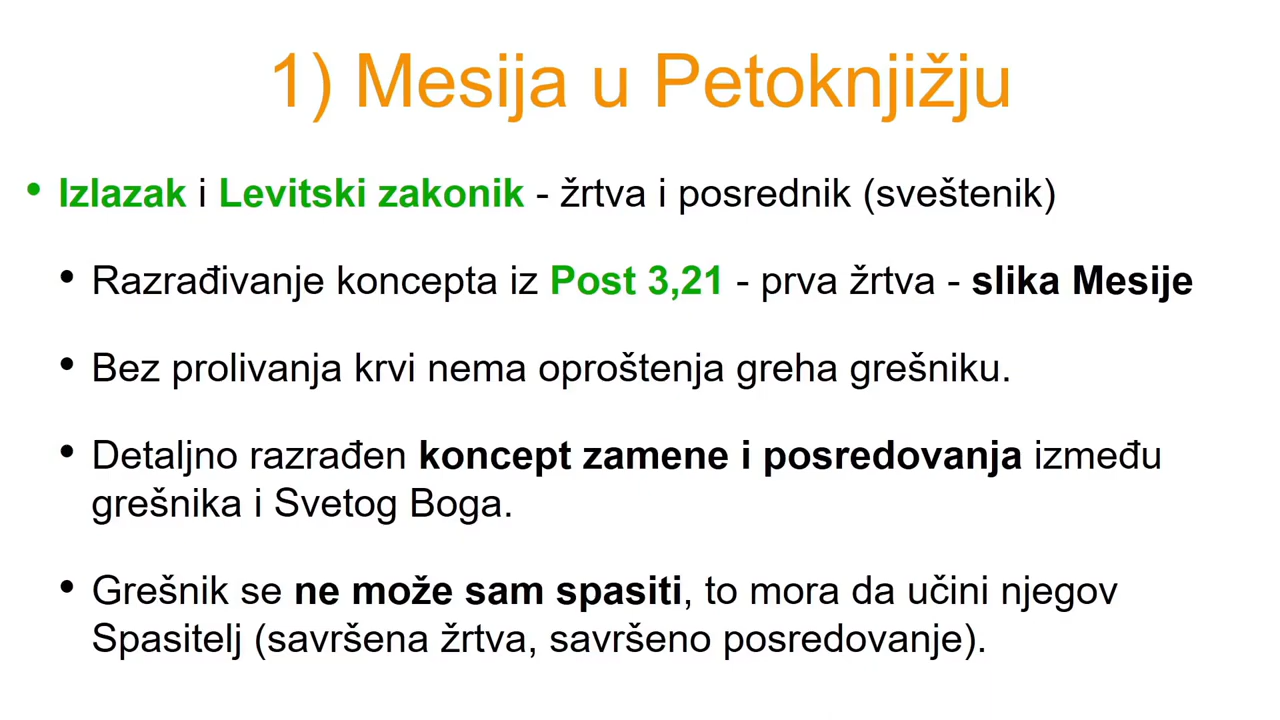 1) Mesija u Petoknjižju
• Izlazak i Levitski zakonik - žrtva i posrednik (sveštenik)
• Razrađivanje koncepta iz Post 3,21 - prva žrtva - slika Mesije
• Bez prolivanja krvi nema oproštenja greha grešniku.
• Detaljno razrađen koncept zamene i posredovanja između
grešnika i Svetog Boga.
• Grešnik se ne može sam spasiti, to mora da učini njegov
Spasitelj (savršena žrtva, savršeno posredovanje).